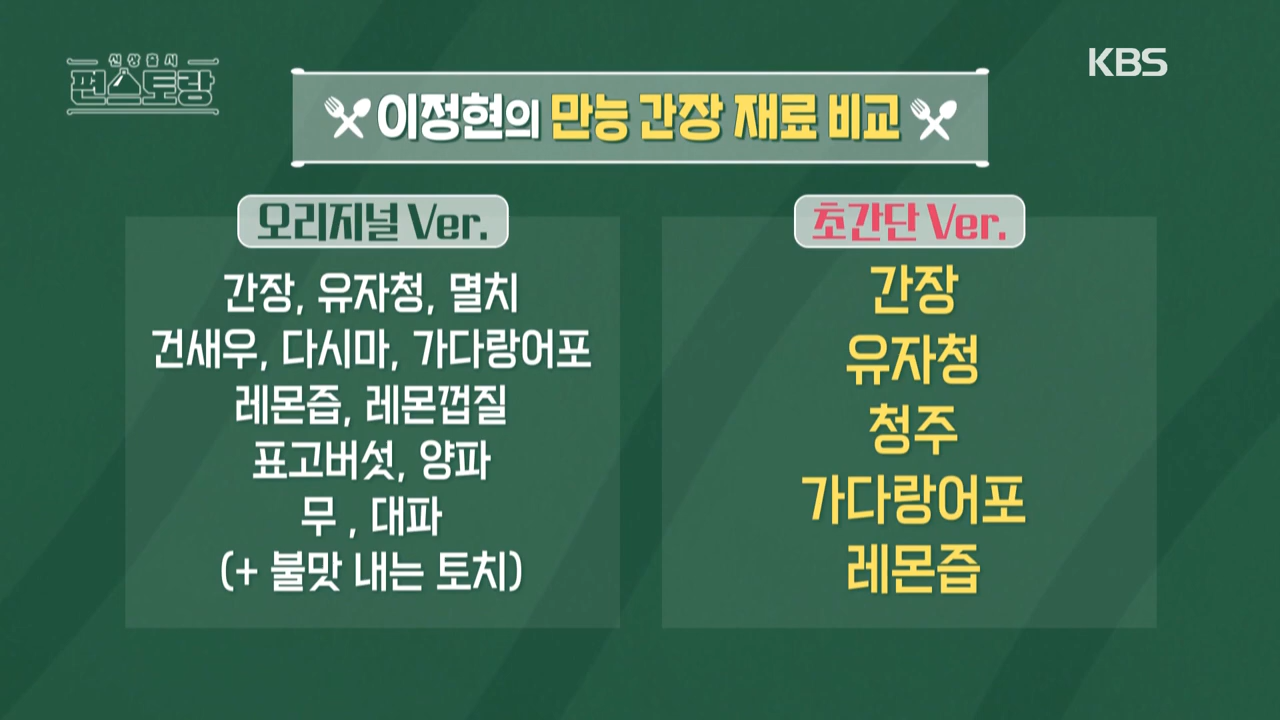 신상출시
편스토랑
KBS
이정현의 만능 간장 재료 비교
오리지널 Ver.
간장, 유자청, 멸치
건새우, 다시마, 가다랑어포
레몬즙, 레몬껍질
표고버섯, 양파
무 , 대파
(+ 불맛 내는 토치)
초간단 Ver.
간장
유자청
청주
가다랑어포
레몬즙